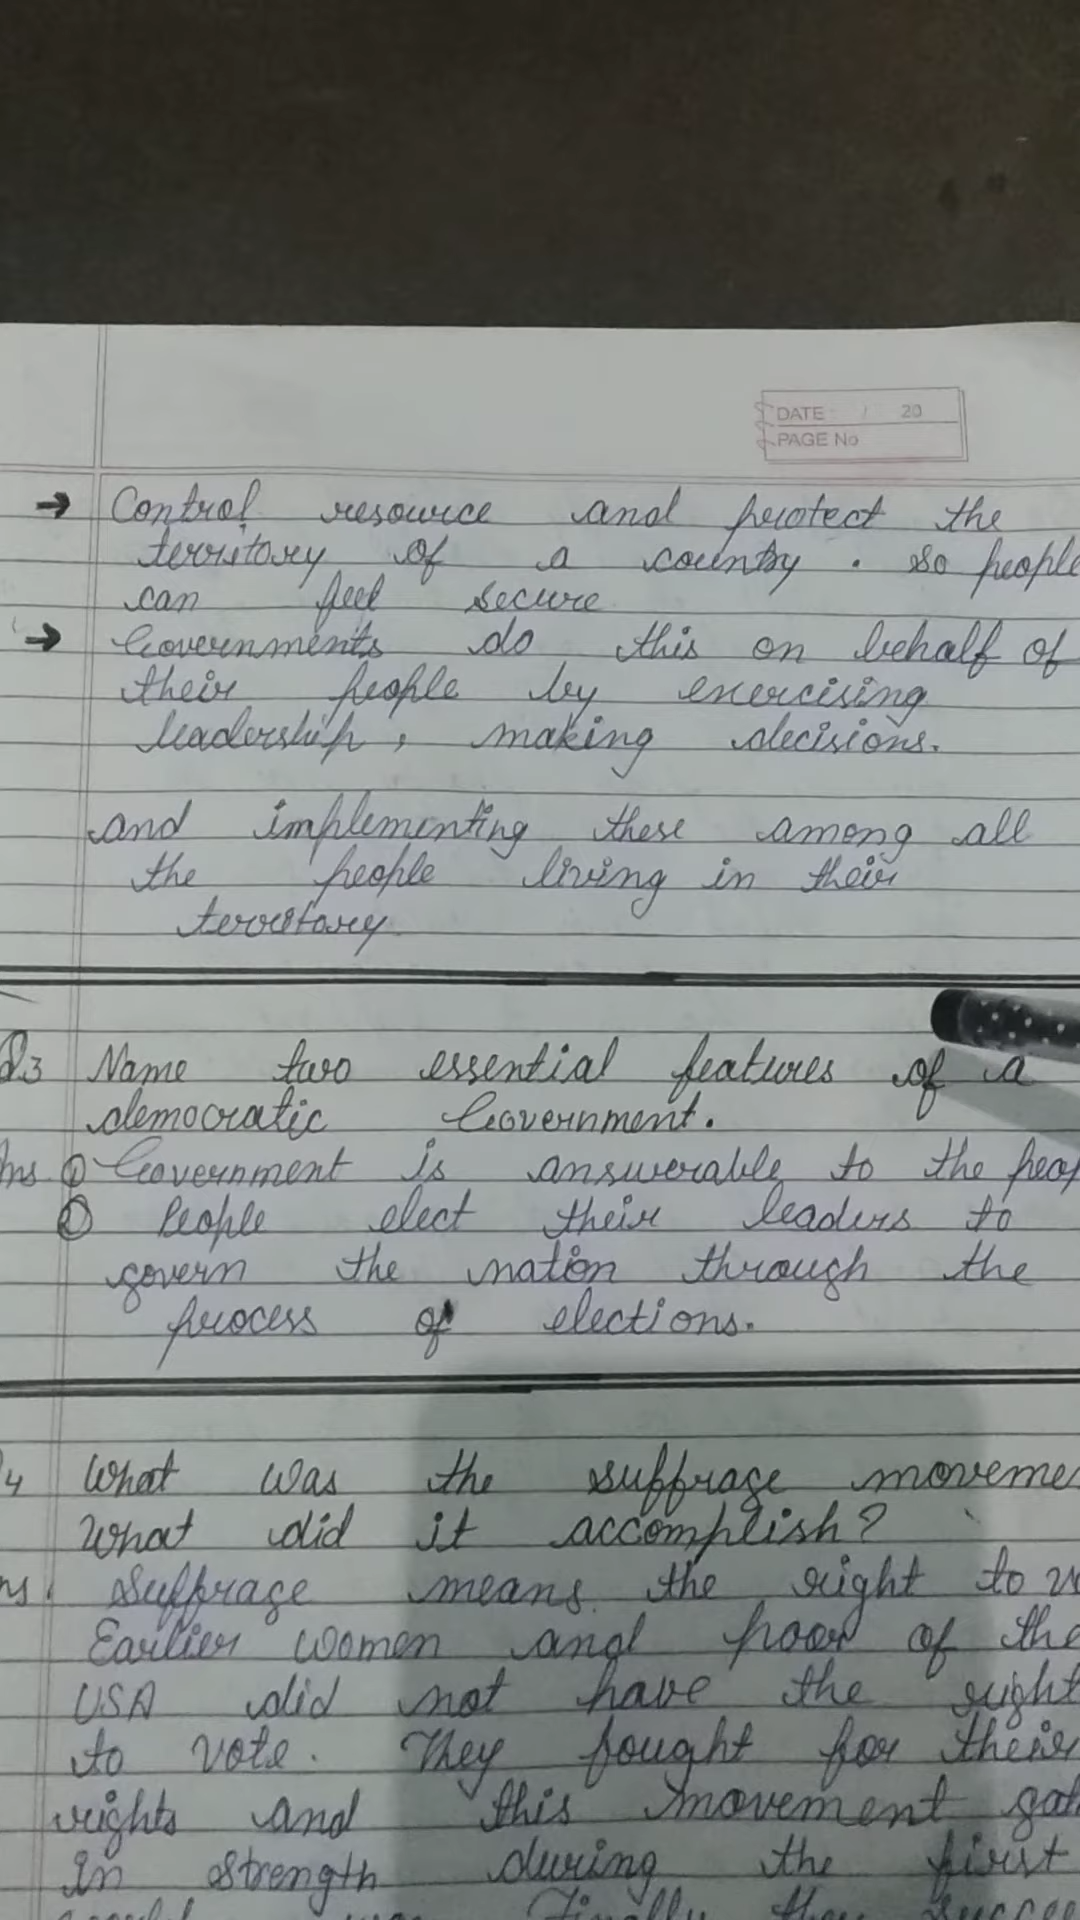 DATE / 20
PAGE No
→ Control resource and protect the
territory of a country. so people
can feel secure
→ Governments do this on behalf of
their people by exercising
leadership, making decisions.
and implementing these among all
the people living in their
territory.
Q3 Name two essential features of a
democratic Government.
Ans ① Government is answerable to the
② People elect their leaders to
govern the nation through the
process of elections.
4 What was the suffrage
What did it accomplish?
Suffrage means the right to
Earlier women and poor of the
USA did not have the right
to vote. They fought for their
rights and this movement
in strength during the first
Finally they